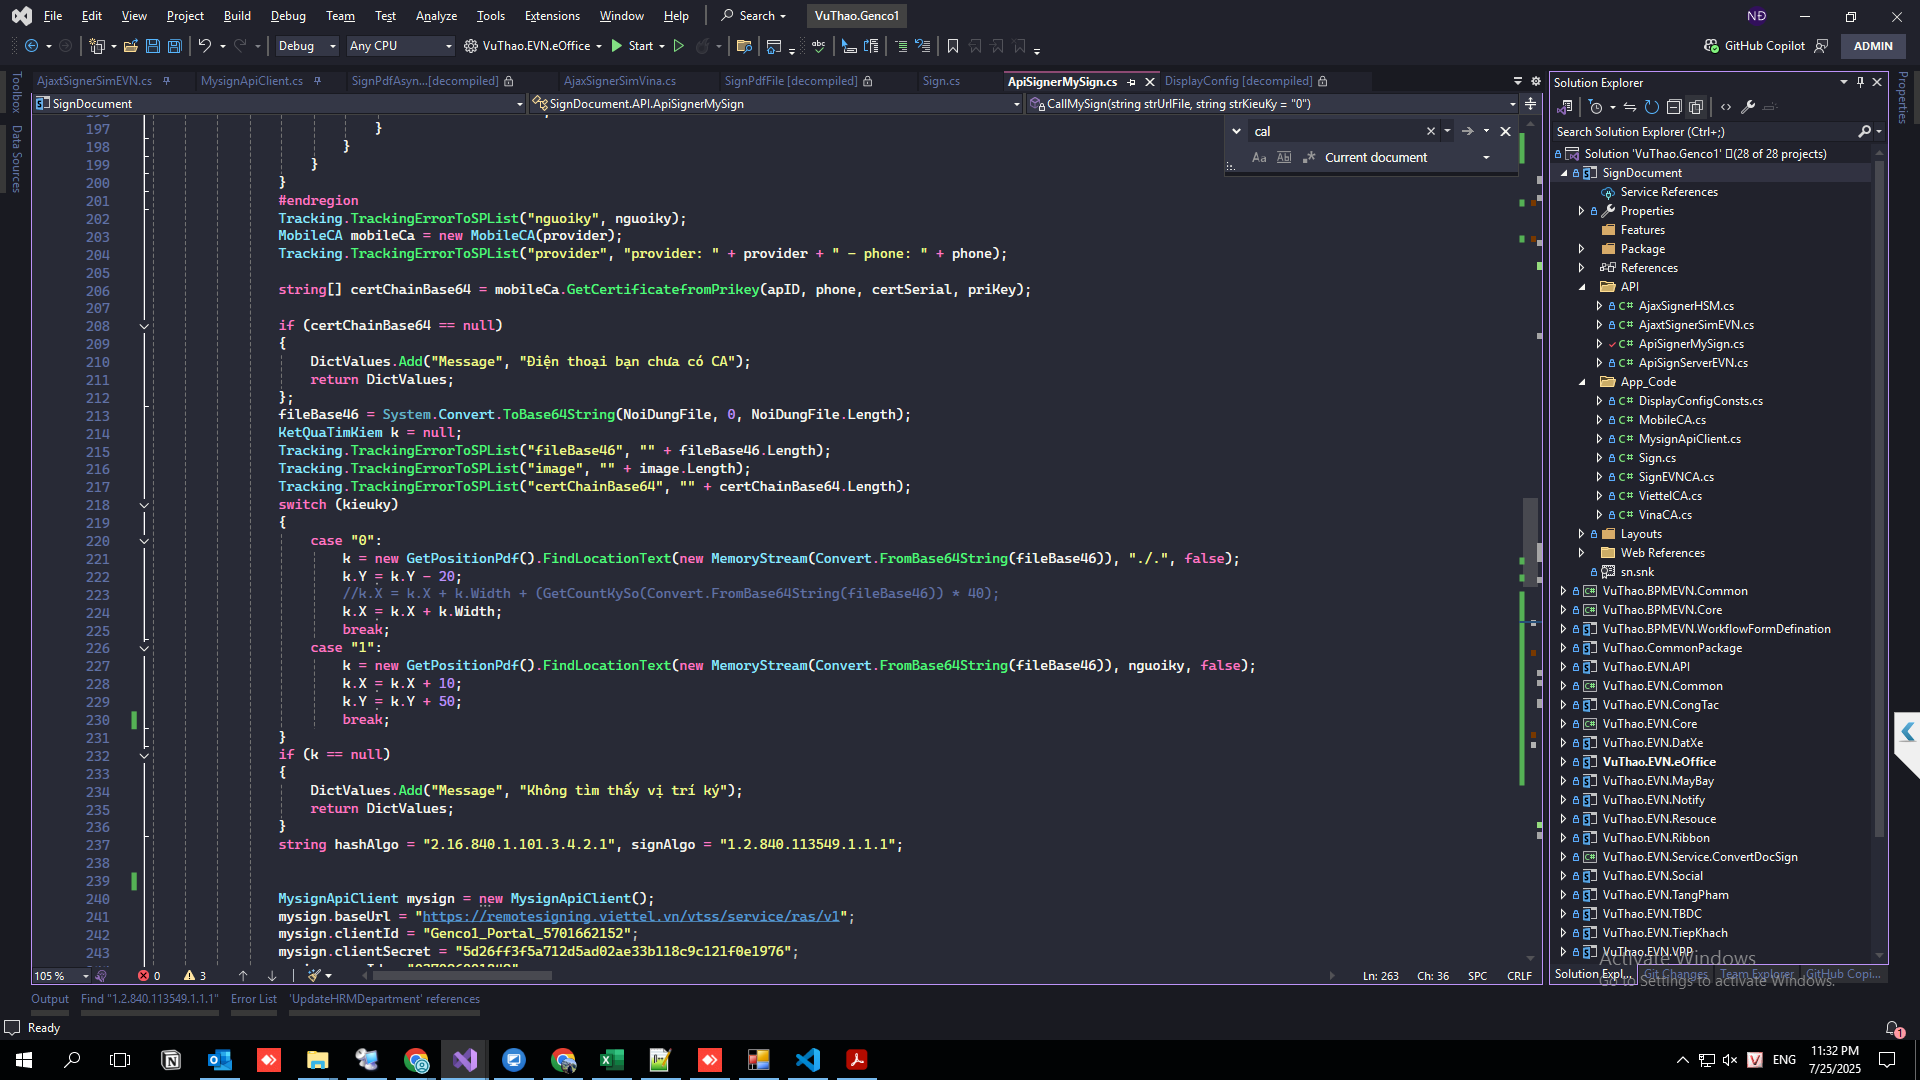 File Edit View Project Build Debug Team Test Analyze Tools Extensions Window Help Search VuThao.Genco1 NĐ
Debug Any CPU VuThao.EVN.eOffice Start GitHub Copilot ADMIN
AjaxtSignerSimEVN.cs MysignApiClient.cs SignPdfAsyn...[decompiled] AjaxtSignerSimVina.cs SignPdfFile [decompiled] Sign.cs ApiSignerMySign.cs DisplayConfig [decompiled]
SignDocument SignDocument.API.ApiSignerMySign CallMySign(string strUrlFile, string strKieuKy = "0")
Toolbox
Data Sources
cal
Aa Ab Current document
197 }
198 }
199 }
200 }
201 #endregion
202 Tracking.TrackingErrorToSPList("nguoiky", nguoiky);
203 MobileCA mobileCa = new MobileCA(provider);
204 Tracking.TrackingErrorToSPList("provider", "provider: " + provider + " - phone: " + phone);
205
206 string[] certChainBase64 = mobileCa.GetCertificatefromPrikey(apID, phone, certSerial, priKey);
207
208 if (certChainBase64 == null)
209 {
210 DictValues.Add("Message", "Điện thoại bạn chưa có CA");
211 return DictValues;
212 };
213 fileBase46 = System.Convert.ToBase64String(NoiDungFile, 0, NoiDungFile.Length);
214 KetQuaTimKiem k = null;
215 Tracking.TrackingErrorToSPList("fileBase46", "" + fileBase46.Length);
216 Tracking.TrackingErrorToSPList("image", "" + image.Length);
217 Tracking.TrackingErrorToSPList("certChainBase64", "" + certChainBase64.Length);
218 switch (kieuky)
219 {
220 case "0":
221 k = new GetPositionPdf().FindLocationText(new MemoryStream(Convert.FromBase64String(fileBase46)), "./.", false);
222 k.Y = k.Y - 20;
223 //k.X = k.X + k.Width + (GetCountKySo(Convert.FromBase64String(fileBase46)) * 40);
224 k.X = k.X + k.Width;
225 break;
226 case "1":
227 k = new GetPositionPdf().FindLocationText(new MemoryStream(Convert.FromBase64String(fileBase46)), nguoiky, false);
228 k.X = k.X + 10;
229 k.Y = k.Y + 50;
230 break;
231 }
232 if (k == null)
233 {
234 DictValues.Add("Message", "Không tìm thấy vị trí ký");
235 return DictValues;
236 }
237 string hashAlgo = "2.16.840.1.101.3.4.2.1", signAlgo = "1.2.840.113549.1.1.1";
238
239
240 MysignApiClient mysign = new MysignApiClient();
241 mysign.baseUrl = "https://remotesigning.viettel.vn/vtss/service/ras/v1";
242 mysign.clientId = "Genco1_Portal_5701662152";
243 mysign.clientSecret = "5d26ff3f5a712d5ad02ae33b118c9c121f0e1976";
105 % 0 3 Ln: 263 Ch: 36 SPC CRLF
Output Find "1.2.840.113549.1.1.1" Error List 'UpdateHRMDepartment' references
Ready
Solution Explorer
Search Solution Explorer (Ctrl+;)
Solution 'VuThao.Genco1' (28 of 28 projects)
SignDocument
Service References
Properties
Features
Package
References
API
AjaxSignerHSM.cs
AjaxtSignerSimEVN.cs
ApiSignerMySign.cs
ApiSignServerEVN.cs
App_Code
DisplayConfigConsts.cs
MobileCA.cs
MysignApiClient.cs
Sign.cs
SignEVNCA.cs
ViettelCA.cs
VinaCA.cs
Layouts
Web References
sn.snk
VuThao.BPMEVN.Common
VuThao.BPMEVN.Core
VuThao.BPMEVN.WorkflowFormDefination
VuThao.CommonPackage
VuThao.EVN.API
VuThao.EVN.Common
VuThao.EVN.CongTac
VuThao.EVN.Core
VuThao.EVN.DatXe
VuThao.EVN.eOffice
VuThao.EVN.MayBay
VuThao.EVN.Notify
VuThao.EVN.Resouce
VuThao.EVN.Ribbon
VuThao.EVN.Service.ConvertDocSign
VuThao.EVN.Social
VuThao.EVN.TangPham
VuThao.EVN.TBDC
VuThao.EVN.TiepKhach
VuThao.EVN.VPP
Solution Expl... Git Changes Team Explorer GitHub Copi...
Activate Windows
Go to Settings to activate Windows.
Properties
1
ENG 11:32 PM
7/25/2025